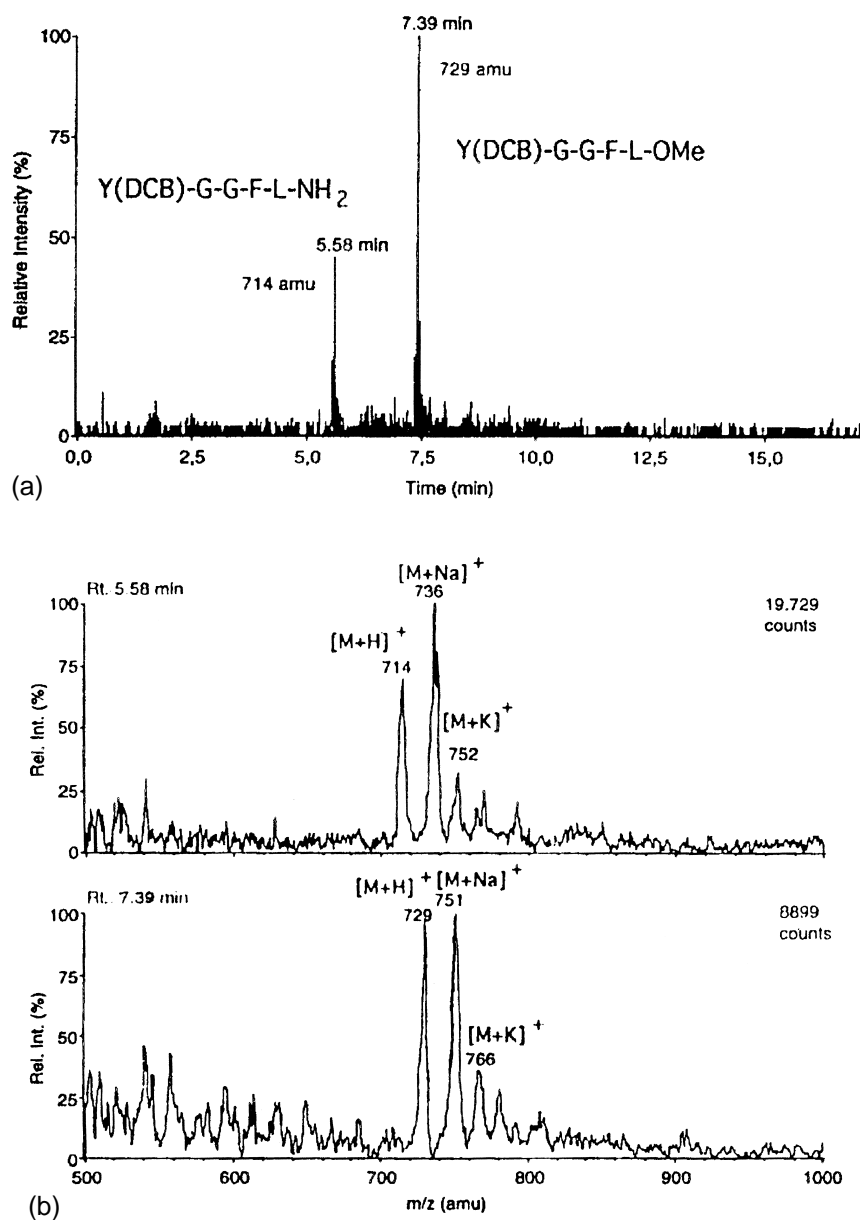 7.39 min
100
729 amu
75
Y(DCB)-G-G-F-L-OMe
Y(DCB)-G-G-F-L-NH2
Relative Intensity (%)
50
5.58 min
714 amu
25
0
0,0
2,5
5,0
7,5
10,0
12,5
15,0
Time (min)
(a)
Rt. 5.58 min
[M+Na]+
736
19.729
counts
100
[M+H]+
714
75
[M+K]+
752
50
Rel. Int. (%)
25
0
Rt. 7.39 min
[M+H]+
[M+Na]+
729
751
8899
counts
100
75
[M+K]+
766
50
Rel. Int. (%)
25
0
500
600
700
800
900
1000
m/z (amu)
(b)